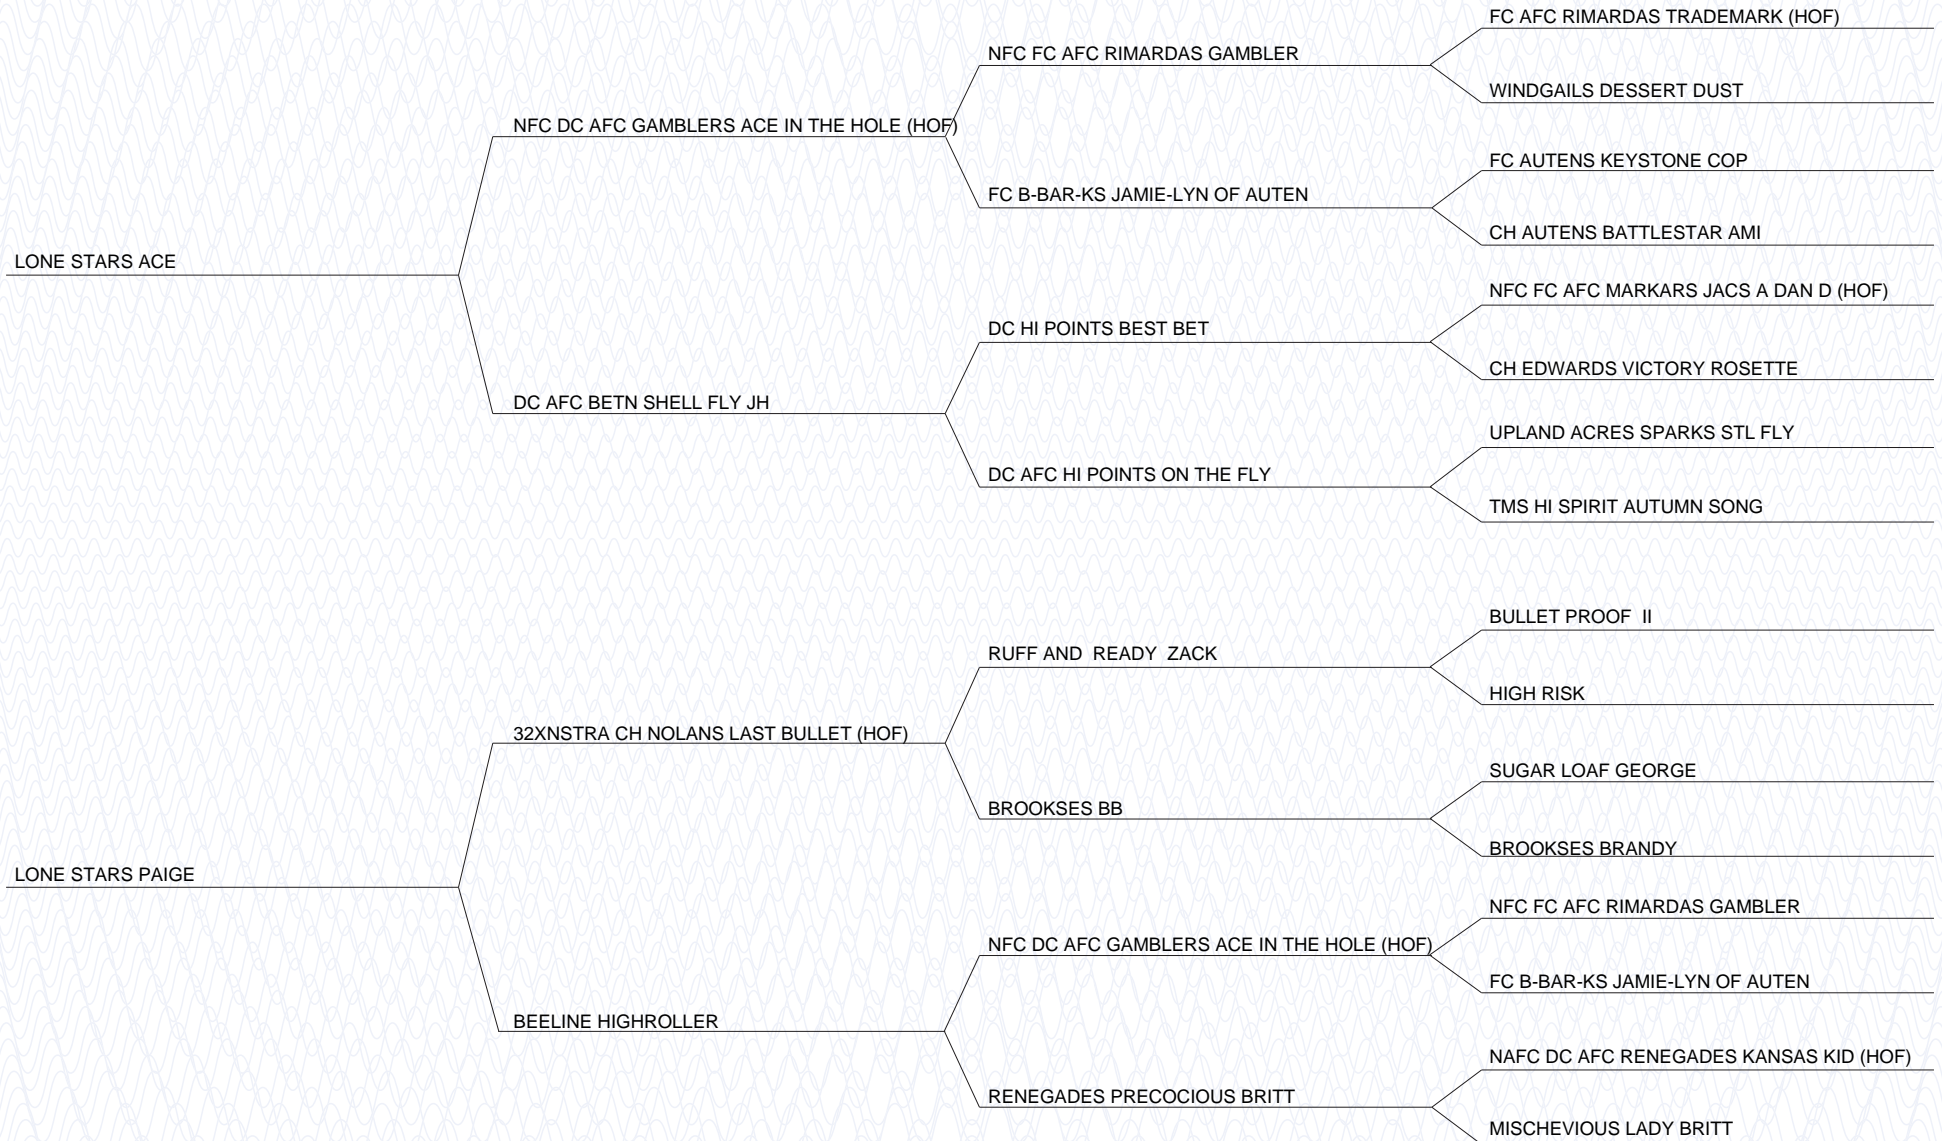 FC AFC RIMARDAS TRADEMARK (HOF)
NFC FC AFC RIMARDAS GAMBLER
WINDGAILS DESSERT DUST
NFC DC AFC GAMBLERS ACE IN THE HOLE (HOF)
FC AUTENS KEYSTONE COP
FC B-BAR-KS JAMIE-LYN OF AUTEN
CH AUTENS BATTLESTAR AMI
LONE STARS ACE
NFC FC AFC MARKARS JACS A DAN D (HOF)
DC HI POINTS BEST BET
CH EDWARDS VICTORY ROSETTE
DC AFC BETN SHELL FLY JH
UPLAND ACRES SPARKS STL FLY
DC AFC HI POINTS ON THE FLY
TMS HI SPIRIT AUTUMN SONG
BULLET PROOF  II
RUFF AND  READY  ZACK
HIGH RISK
32XNSTRA CH NOLANS LAST BULLET (HOF)
SUGAR LOAF GEORGE
BROOKSES BB
BROOKSES BRANDY
LONE STARS PAIGE
NFC FC AFC RIMARDAS GAMBLER
NFC DC AFC GAMBLERS ACE IN THE HOLE (HOF)
FC B-BAR-KS JAMIE-LYN OF AUTEN
BEELINE HIGHROLLER
NAFC DC AFC RENEGADES KANSAS KID (HOF)
RENEGADES PRECOCIOUS BRITT
MISCHEVIOUS LADY BRITT